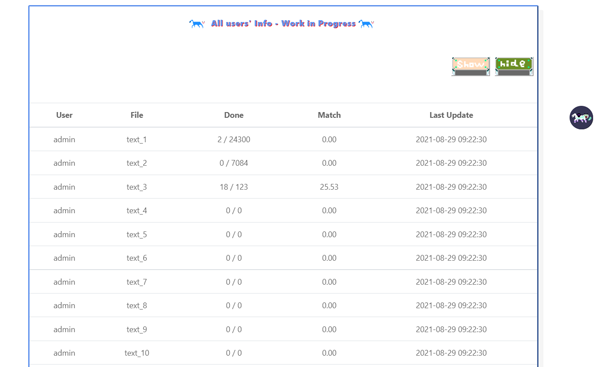 All users' Info - Work In Progress
Show hide
User File Done Match Last Update
admin text_1 2 / 24300 0.00 2021-08-29 09:22:30
admin text_2 0 / 7084 0.00 2021-08-29 09:22:30
admin text_3 18 / 123 25.53 2021-08-29 09:22:30
admin text_4 0 / 0 0.00 2021-08-29 09:22:30
admin text_5 0 / 0 0.00 2021-08-29 09:22:30
admin text_6 0 / 0 0.00 2021-08-29 09:22:30
admin text_7 0 / 0 0.00 2021-08-29 09:22:30
admin text_8 0 / 0 0.00 2021-08-29 09:22:30
admin text_9 0 / 0 0.00 2021-08-29 09:22:30
admin text_10 0 / 0 0.00 2021-08-29 09:22:30